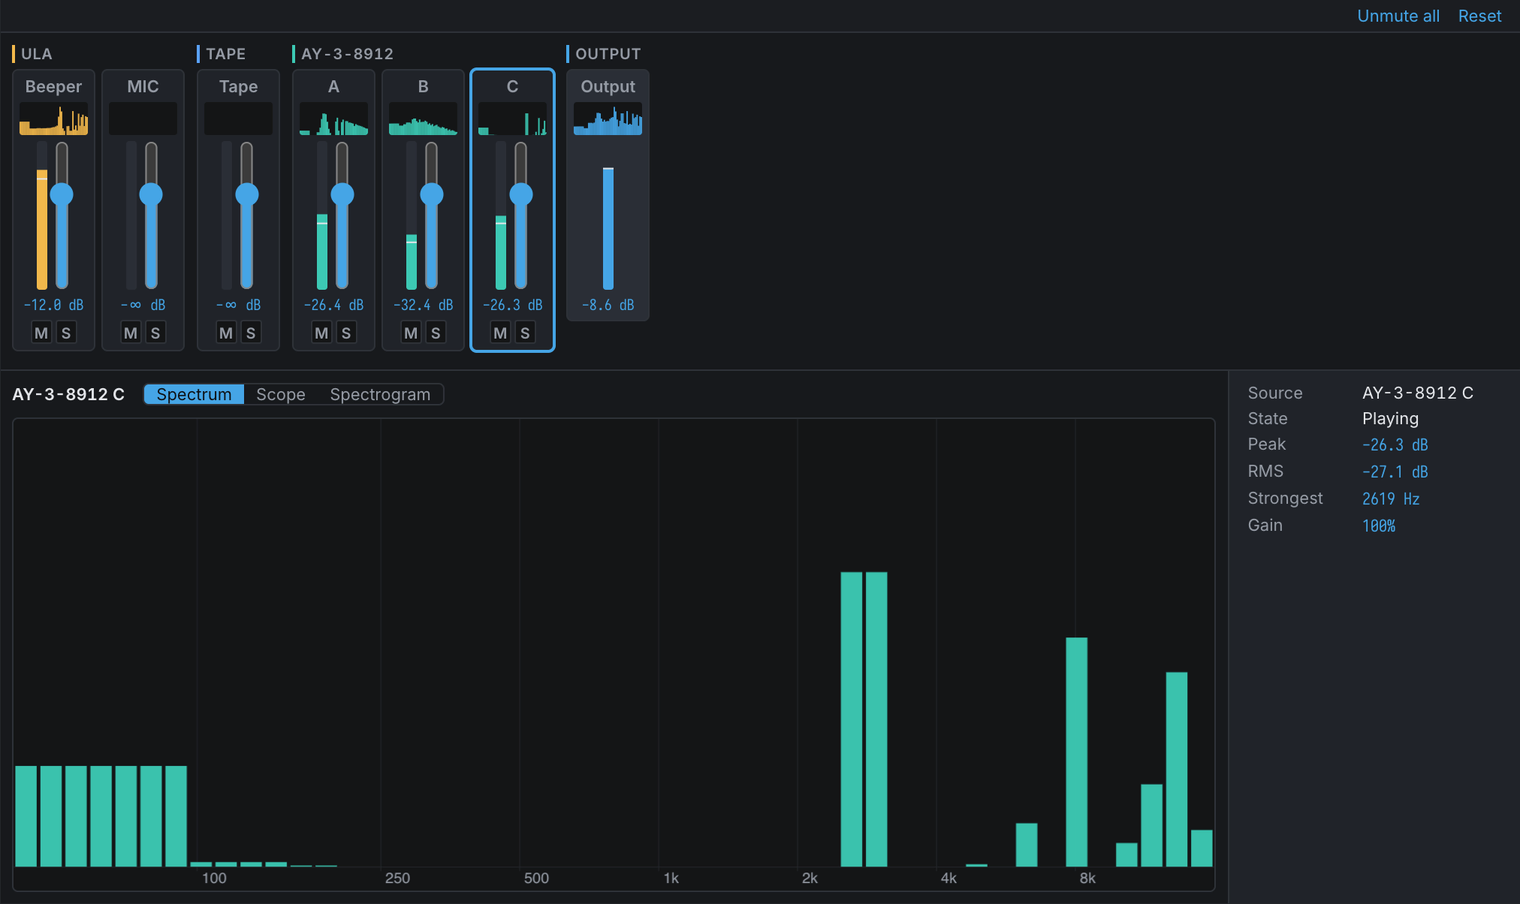 Unmute all Reset
ULA TAPE AY-3-8912 OUTPUT
Beeper MIC Tape A B C Output
-12.0 dB -∞ dB -∞ dB -26.4 dB -32.4 dB -26.3 dB -8.6 dB
M S M S M S M S M S M S
AY-3-8912 C Spectrum Scope Spectrogram
100 250 500 1k 2k 4k 8k
Source AY-3-8912 C
State Playing
Peak -26.3 dB
RMS -27.1 dB
Strongest 2619 Hz
Gain 100%